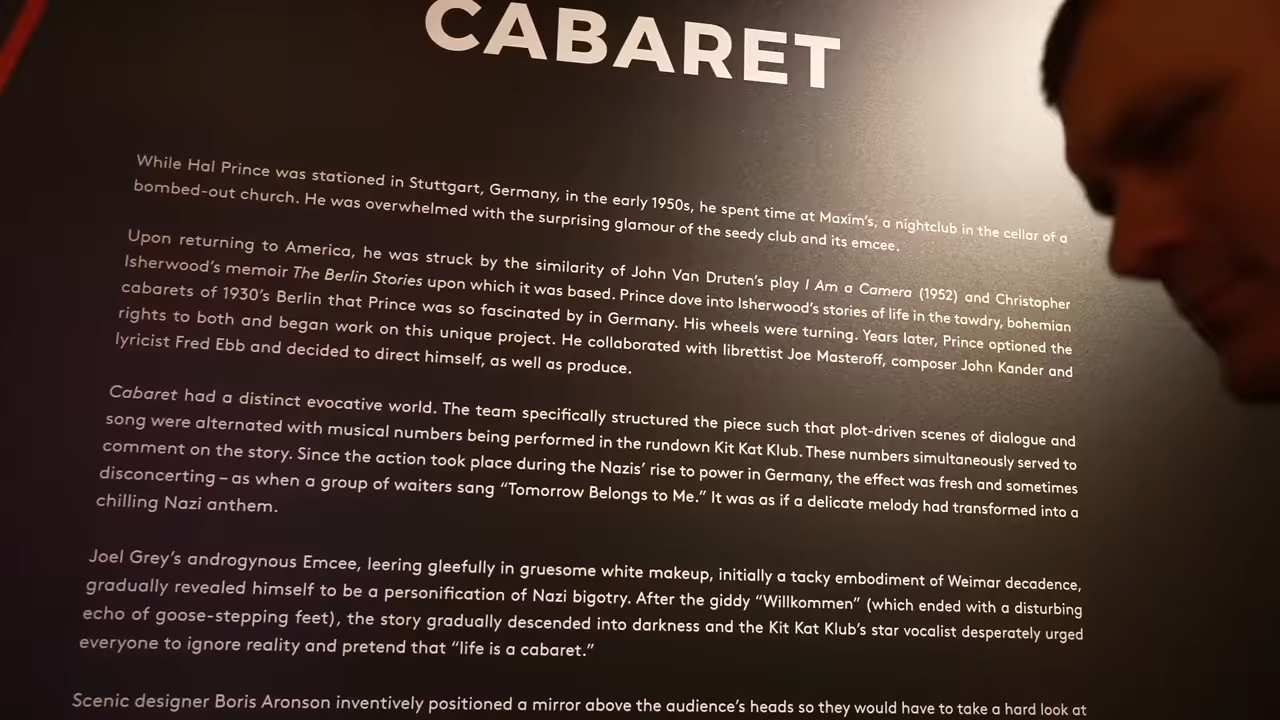 CABARET
While Hal Prince was stationed in Stuttgart, Germany, in the early 1950s, he spent time at Maxim's, a nightclub in the cellar of a
bombed-out church. He was overwhelmed with the surprising glamour of the seedy club and its emcee.
Upon returning to America, he was struck by the similarity of John Van Druten's play I Am a Camera (1952) and Christopher
Isherwood's memoir The Berlin Stories upon which it was based. Prince dove into Isherwood's stories of life in the tawdry, bohemian
cabarets of 1930's Berlin that Prince was so fascinated by in Germany. His wheels were turning. Years later, Prince optioned the
rights to both and began work on this unique project. He collaborated with librettist Joe Masteroff, composer John Kander and
lyricist Fred Ebb and decided to direct himself, as well as produce.
Cabaret had a distinct evocative world. The team specifically structured the piece such that plot-driven scenes of dialogue and
song were alternated with musical numbers being performed in the rundown Kit Kat Klub. These numbers simultaneously served to
comment on the story. Since the action took place during the Nazis' rise to power in Germany, the effect was fresh and sometimes
disconcerting – as when a group of waiters sang “Tomorrow Belongs to Me.” It was as if a delicate melody had transformed into a
chilling Nazi anthem.
Joel Grey's androgynous Emcee, leering gleefully in gruesome white makeup, initially a tacky embodiment of Weimar decadence,
gradually revealed himself to be a personification of Nazi bigotry. After the giddy “Willkommen” (which ended with a disturbing
echo of goose-stepping feet), the story gradually descended into darkness and the Kit Kat Klub's star vocalist desperately urged
everyone to ignore reality and pretend that “life is a cabaret.”
Scenic designer Boris Aronson inventively positioned a mirror above the audience's heads so they would have to take a hard look at